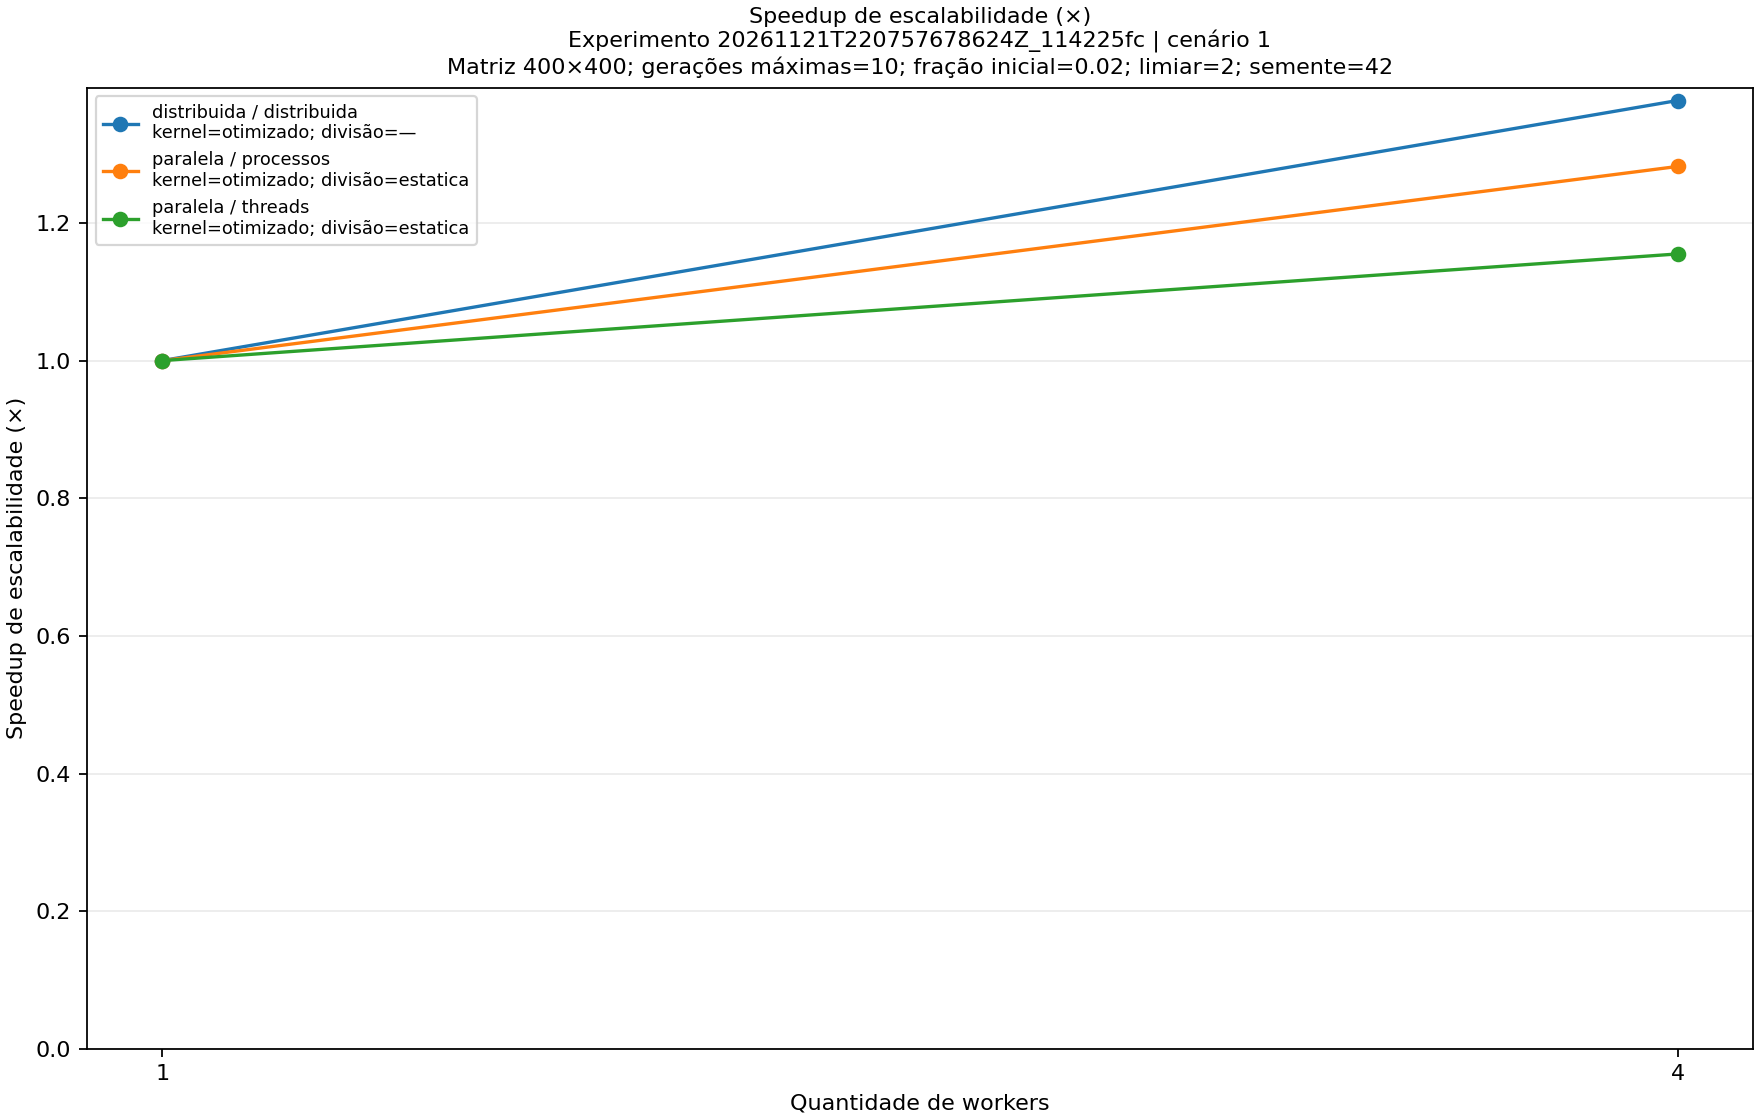 Speedup de escalabilidade (×)
Experimento 20261121T220757678624Z_114225fc | cenário 1
Matriz 400×400; gerações máximas=10; fração inicial=0.02; limiar=2; semente=42
distribuida / distribuida
kernel=otimizado; divisão=—
paralela / processos
kernel=otimizado; divisão=estatica
paralela / threads
kernel=otimizado; divisão=estatica
Speedup de escalabilidade (×)
1.2
1.0
0.8
0.6
0.4
0.2
0.0
1
4
Quantidade de workers